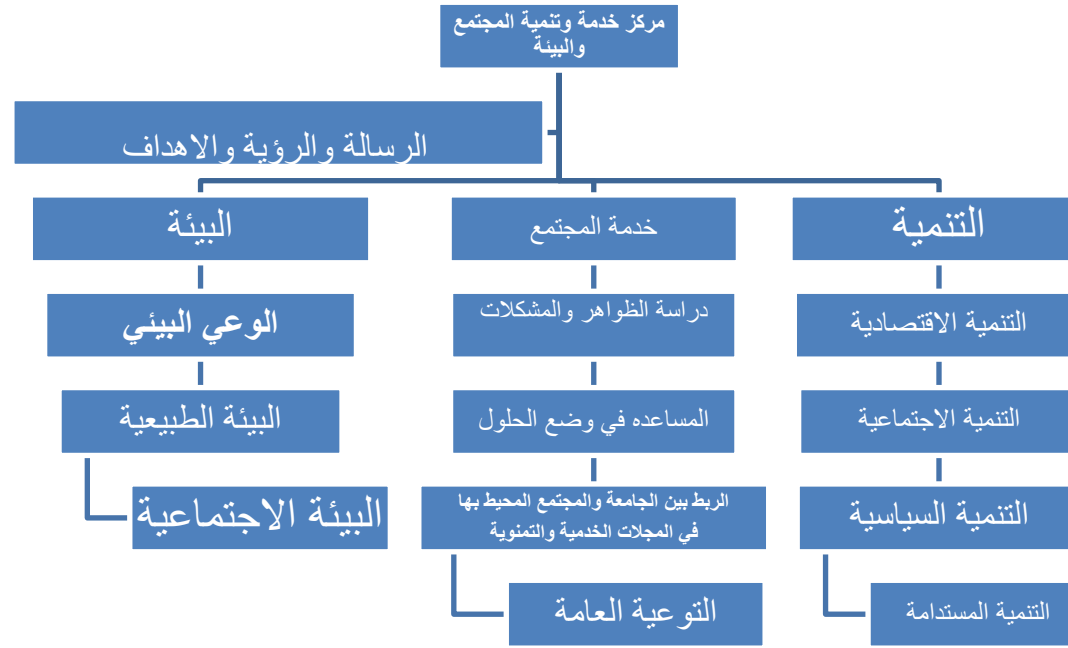 مركز خدمة وتنمية المجتمع
والبيئة
الرسالة والرؤية والاهداف
التنمية
التنمية الاقتصادية
التنمية الاجتماعية
التنمية السياسية
التنمية المستدامة
خدمة المجتمع
دراسة الظواهر والمشكلات
المساعده في وضع الحلول
الربط بين الجامعة والمجتمع المحيط بها
في المجلات الخدمية والتمنوية
التوعية العامة
البيئة
الوعي البيئي
البيئة الطبيعية
البيئة الاجتماعية